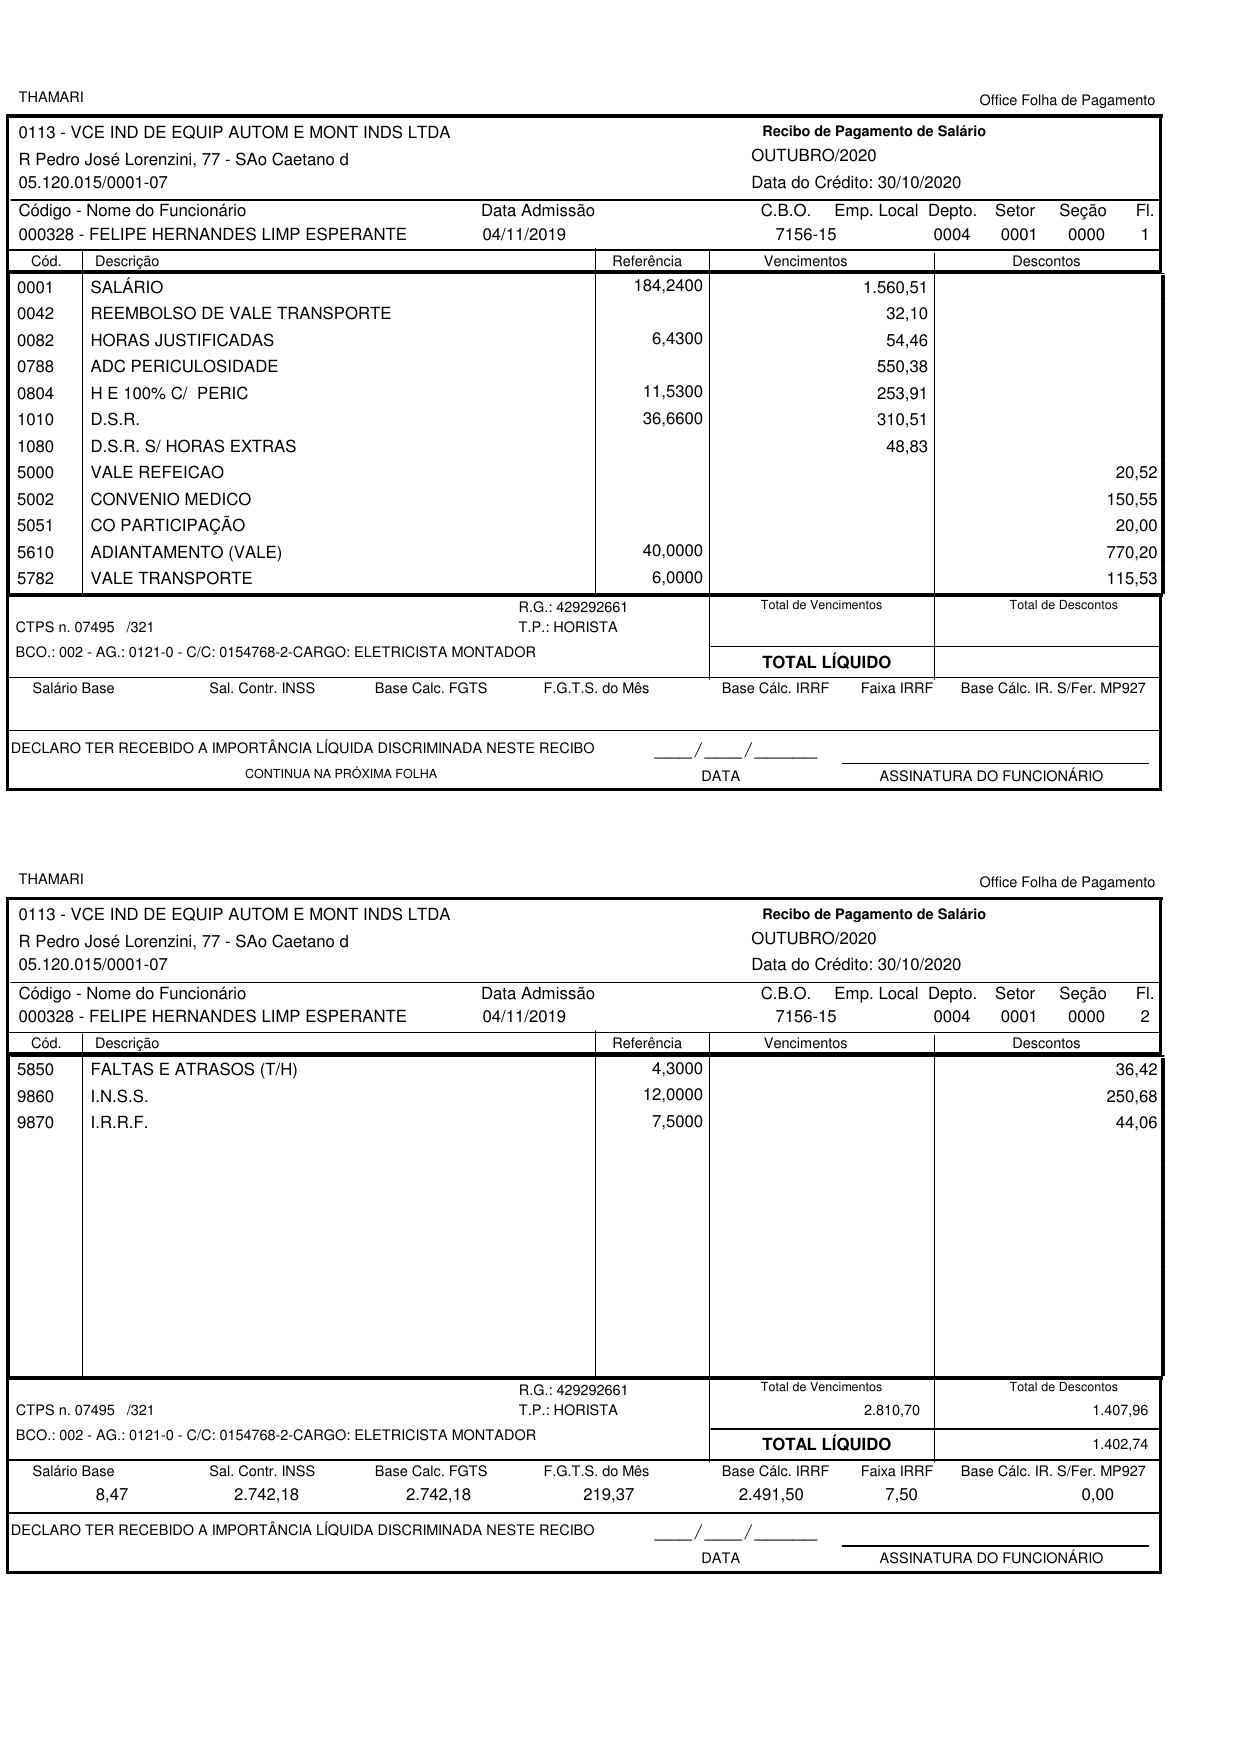 THAMARI
Office Folha de Pagamento
0113 - VCE IND DE EQUIP AUTOM E MONT INDS LTDA Recibo de Pagamento de Salário
R Pedro José Lorenzini, 77 - SAo Caetano d OUTUBRO/2020
05.120.015/0001-07 Data do Crédito: 30/10/2020
Código - Nome do Funcionário Data Admissão C.B.O. Emp. Local Depto. Setor Seção Fl.
000328 - FELIPE HERNANDES LIMP ESPERANTE 04/11/2019 7156-15 0004 0001 0000 1
Cód. Descrição Referência Vencimentos Descontos
0001 SALÁRIO 184,2400 1.560,51
0042 REEMBOLSO DE VALE TRANSPORTE 32,10
0082 HORAS JUSTIFICADAS 6,4300 54,46
0788 ADC PERICULOSIDADE 550,38
0804 H E 100% C/ PERIC 11,5300 253,91
1010 D.S.R. 36,6600 310,51
1080 D.S.R. S/ HORAS EXTRAS 48,83
5000 VALE REFEICAO 20,52
5002 CONVENIO MEDICO 150,55
5051 CO PARTICIPAÇÃO 20,00
5610 ADIANTAMENTO (VALE) 40,0000 770,20
5782 VALE TRANSPORTE 6,0000 115,53
R.G.: 429292661 Total de Vencimentos Total de Descontos
CTPS n. 07495 /321 T.P.: HORISTA
BCO.: 002 - AG.: 0121-0 - C/C: 0154768-2-CARGO: ELETRICISTA MONTADOR
TOTAL LÍQUIDO
Salário Base Sal. Contr. INSS Base Calc. FGTS F.G.T.S. do Mês Base Cálc. IRRF Faixa IRRF Base Cálc. IR. S/Fer. MP927
DECLARO TER RECEBIDO A IMPORTÂNCIA LÍQUIDA DISCRIMINADA NESTE RECIBO ____/____/_______
CONTINUA NA PRÓXIMA FOLHA DATA ASSINATURA DO FUNCIONÁRIO
THAMARI
Office Folha de Pagamento
0113 - VCE IND DE EQUIP AUTOM E MONT INDS LTDA Recibo de Pagamento de Salário
R Pedro José Lorenzini, 77 - SAo Caetano d OUTUBRO/2020
05.120.015/0001-07 Data do Crédito: 30/10/2020
Código - Nome do Funcionário Data Admissão C.B.O. Emp. Local Depto. Setor Seção Fl.
000328 - FELIPE HERNANDES LIMP ESPERANTE 04/11/2019 7156-15 0004 0001 0000 2
Cód. Descrição Referência Vencimentos Descontos
5850 FALTAS E ATRASOS (T/H) 4,3000 36,42
9860 I.N.S.S. 12,0000 250,68
9870 I.R.R.F. 7,5000 44,06
R.G.: 429292661 Total de Vencimentos Total de Descontos
CTPS n. 07495 /321 T.P.: HORISTA 2.810,70 1.407,96
BCO.: 002 - AG.: 0121-0 - C/C: 0154768-2-CARGO: ELETRICISTA MONTADOR
TOTAL LÍQUIDO 1.402,74
Salário Base Sal. Contr. INSS Base Calc. FGTS F.G.T.S. do Mês Base Cálc. IRRF Faixa IRRF Base Cálc. IR. S/Fer. MP927
8,47 2.742,18 2.742,18 219,37 2.491,50 7,50 0,00
DECLARO TER RECEBIDO A IMPORTÂNCIA LÍQUIDA DISCRIMINADA NESTE RECIBO ____/____/_______
DATA ASSINATURA DO FUNCIONÁRIO